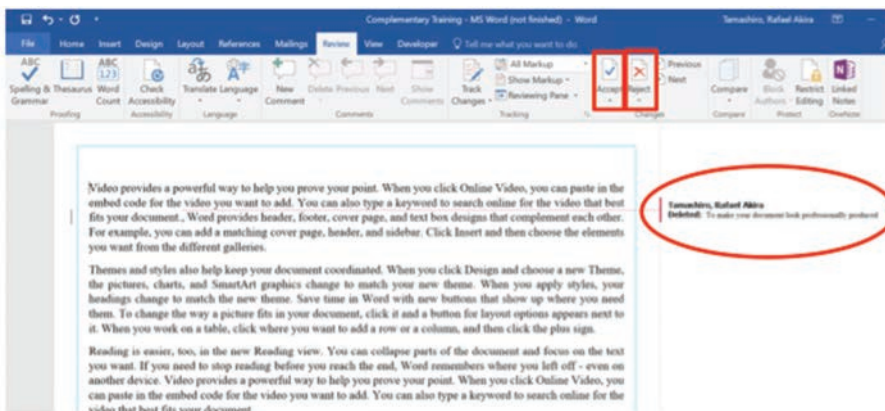 Complementary Training - MS Word (not finished) - Word Tamashiro, Rafael Akira
File Home Insert Design Layout References Mailings Review View Developer Tell me what you want to do
Spelling & Grammar Thesaurus Word Count Check Accessibility Translate Language New Comment Delete Previous Next Show Comments Track Changes All Markup Show Markup Reviewing Pane Accept Reject Previous Next Compare Block Authors Restrict Editing Linked Notes
Proofing Accessibility Language Comments Tracking Changes Compare Protect OneNote
Video provides a powerful way to help you prove your point. When you click Online Video, you can paste in the
embed code for the video you want to add. You can also type a keyword to search online for the video that best
fits your document., Word provides header, footer, cover page, and text box designs that complement each other.
For example, you can add a matching cover page, header, and sidebar. Click Insert and then choose the elements
you want from the different galleries.
Tamashiro, Rafael Akira
Deleted: To make your document look professionally produced
Themes and styles also help keep your document coordinated. When you click Design and choose a new Theme,
the pictures, charts, and SmartArt graphics change to match your new theme. When you apply styles, your
headings change to match the new theme. Save time in Word with new buttons that show up where you need
them. To change the way a picture fits in your document, click it and a button for layout options appears next to
it. When you work on a table, click where you want to add a row or a column, and then click the plus sign.
Reading is easier, too, in the new Reading view. You can collapse parts of the document and focus on the text
you want. If you need to stop reading before you reach the end, Word remembers where you left off - even on
another device. Video provides a powerful way to help you prove your point. When you click Online Video, you
can paste in the embed code for the video you want to add. You can also type a keyword to search online for the
video that best fits your document.